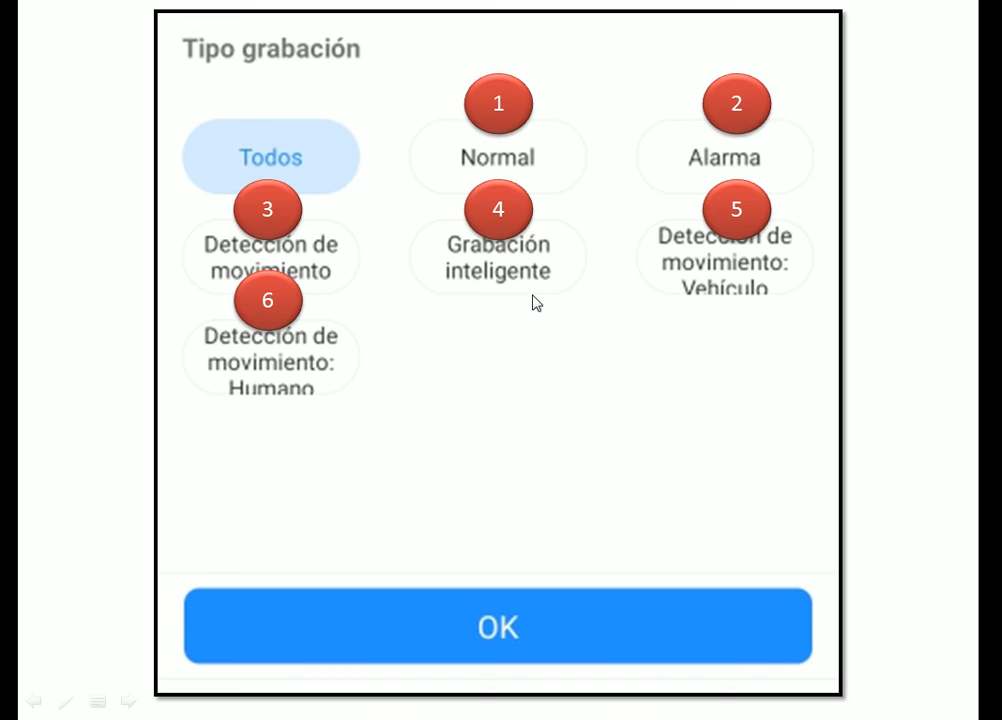 Tipo grabación
1
2
Todos
Normal
Alarma
3
4
5
Detección de
movimiento
Grabación
inteligente
Detección de
movimiento:
Vehículo
6
Detección de
movimiento:
Humano
OK